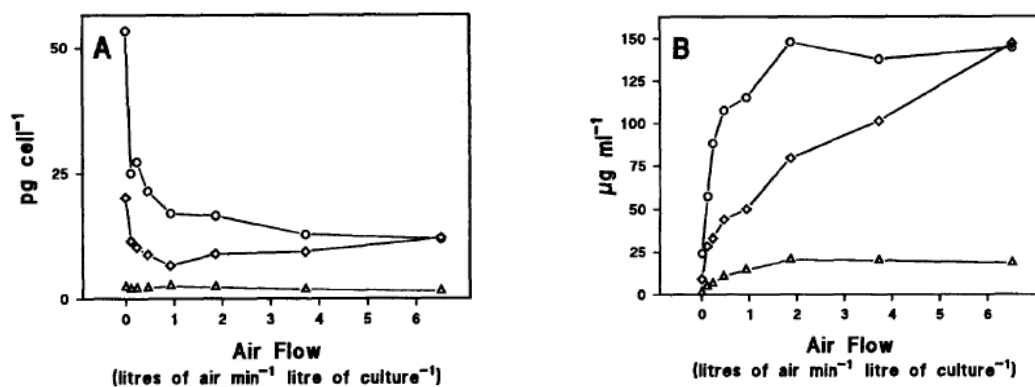 A
50
25
0
pg cell⁻¹
0 1 2 3 4 5 6
Air Flow
(litres of air min⁻¹ litre of culture⁻¹)
B
150
125
100
75
50
25
0
µg ml⁻¹
0 1 2 3 4 5 6
Air Flow
(litres of air min⁻¹ litre of culture⁻¹)